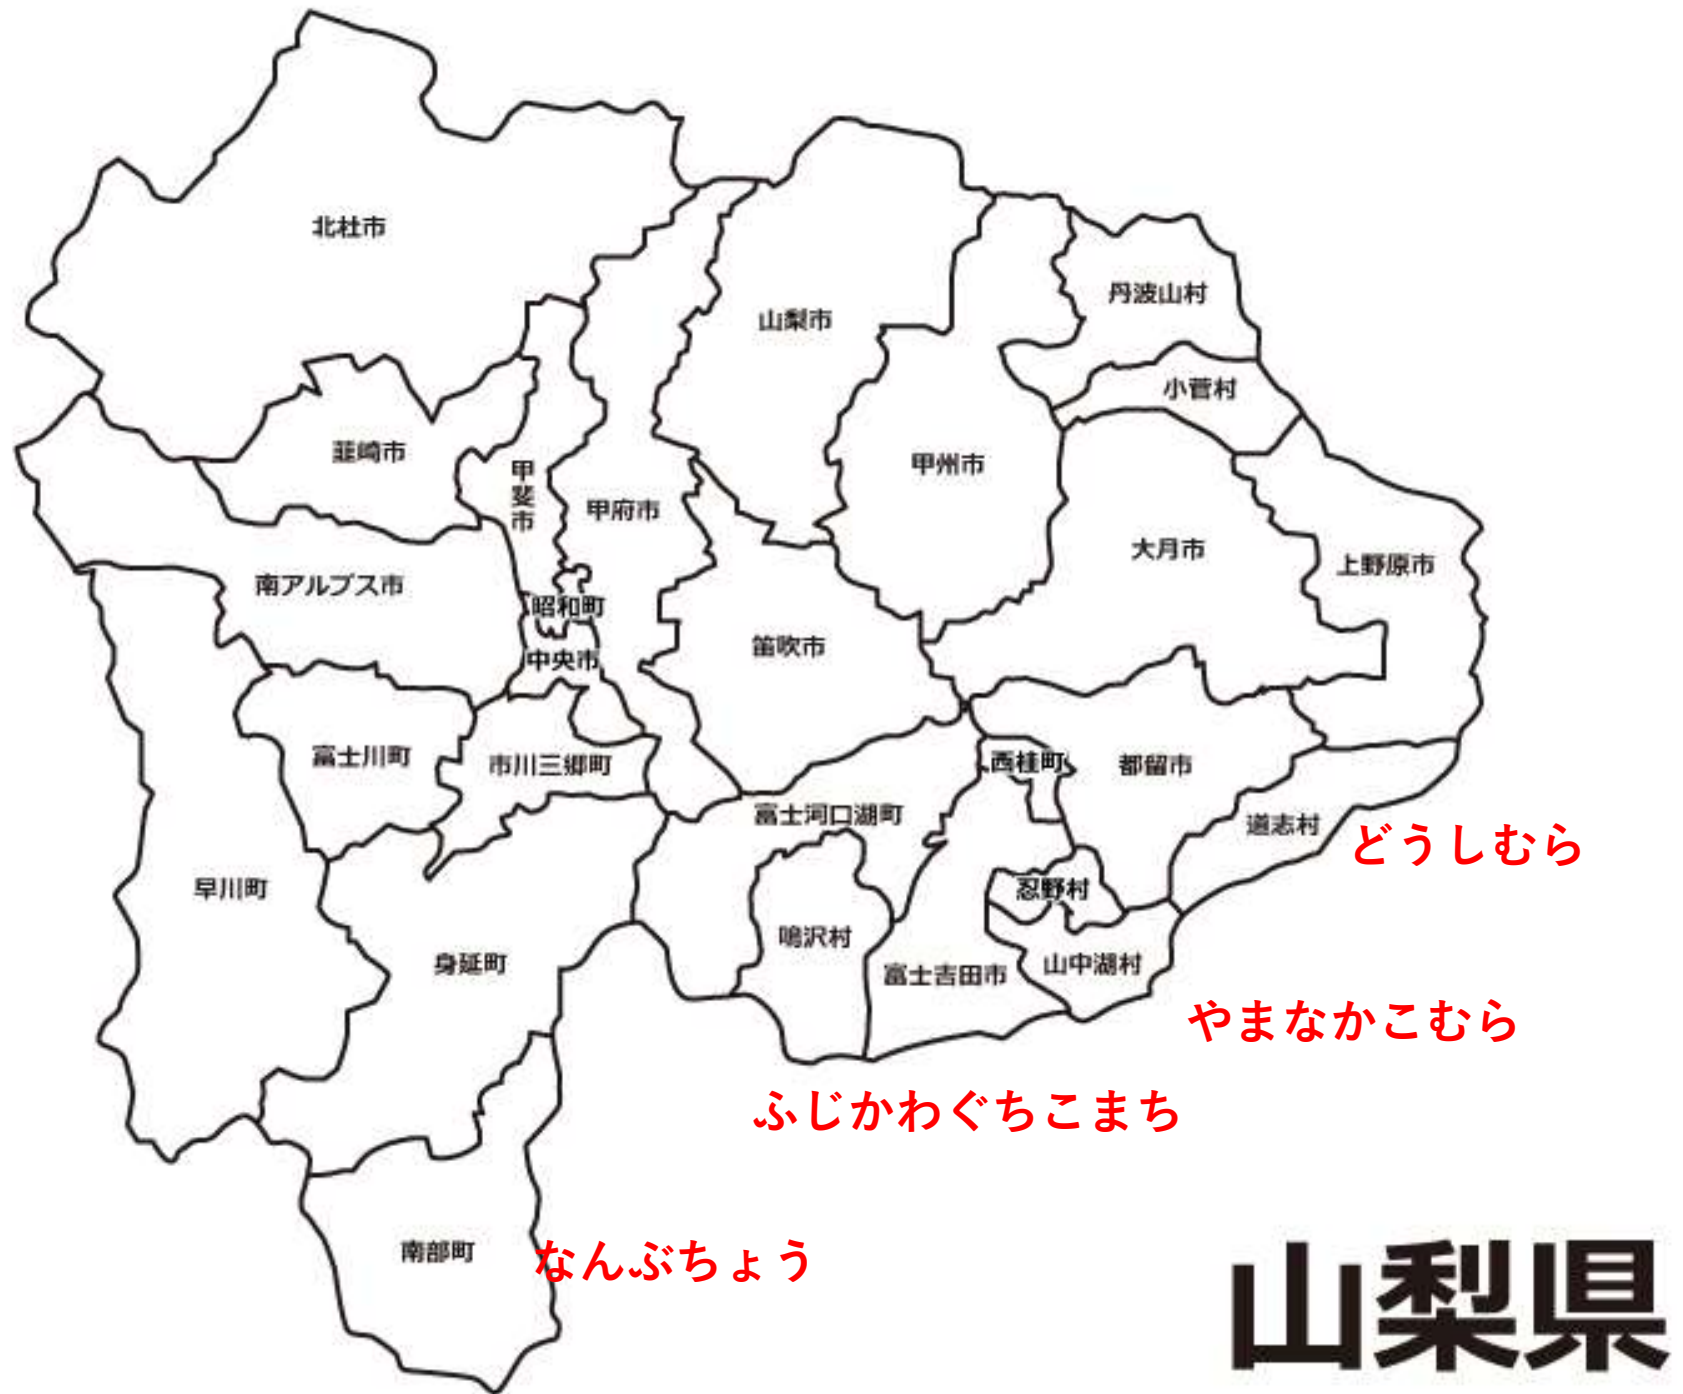 北杜市
丹波山村
山梨市
小菅村
韮崎市
甲州市
甲斐市
甲府市
大月市
上野原市
南アルプス市
昭和町
笛吹市
中央市
富士川町
市川三郷町
西桂町
都留市
富士河口湖町
道志村
どうしむら
早川町
忍野村
鳴沢村
身延町
富士吉田市
山中湖村
やまなかこむら
ふじかわぐちこまち
南部町
なんぶちょう
山梨県